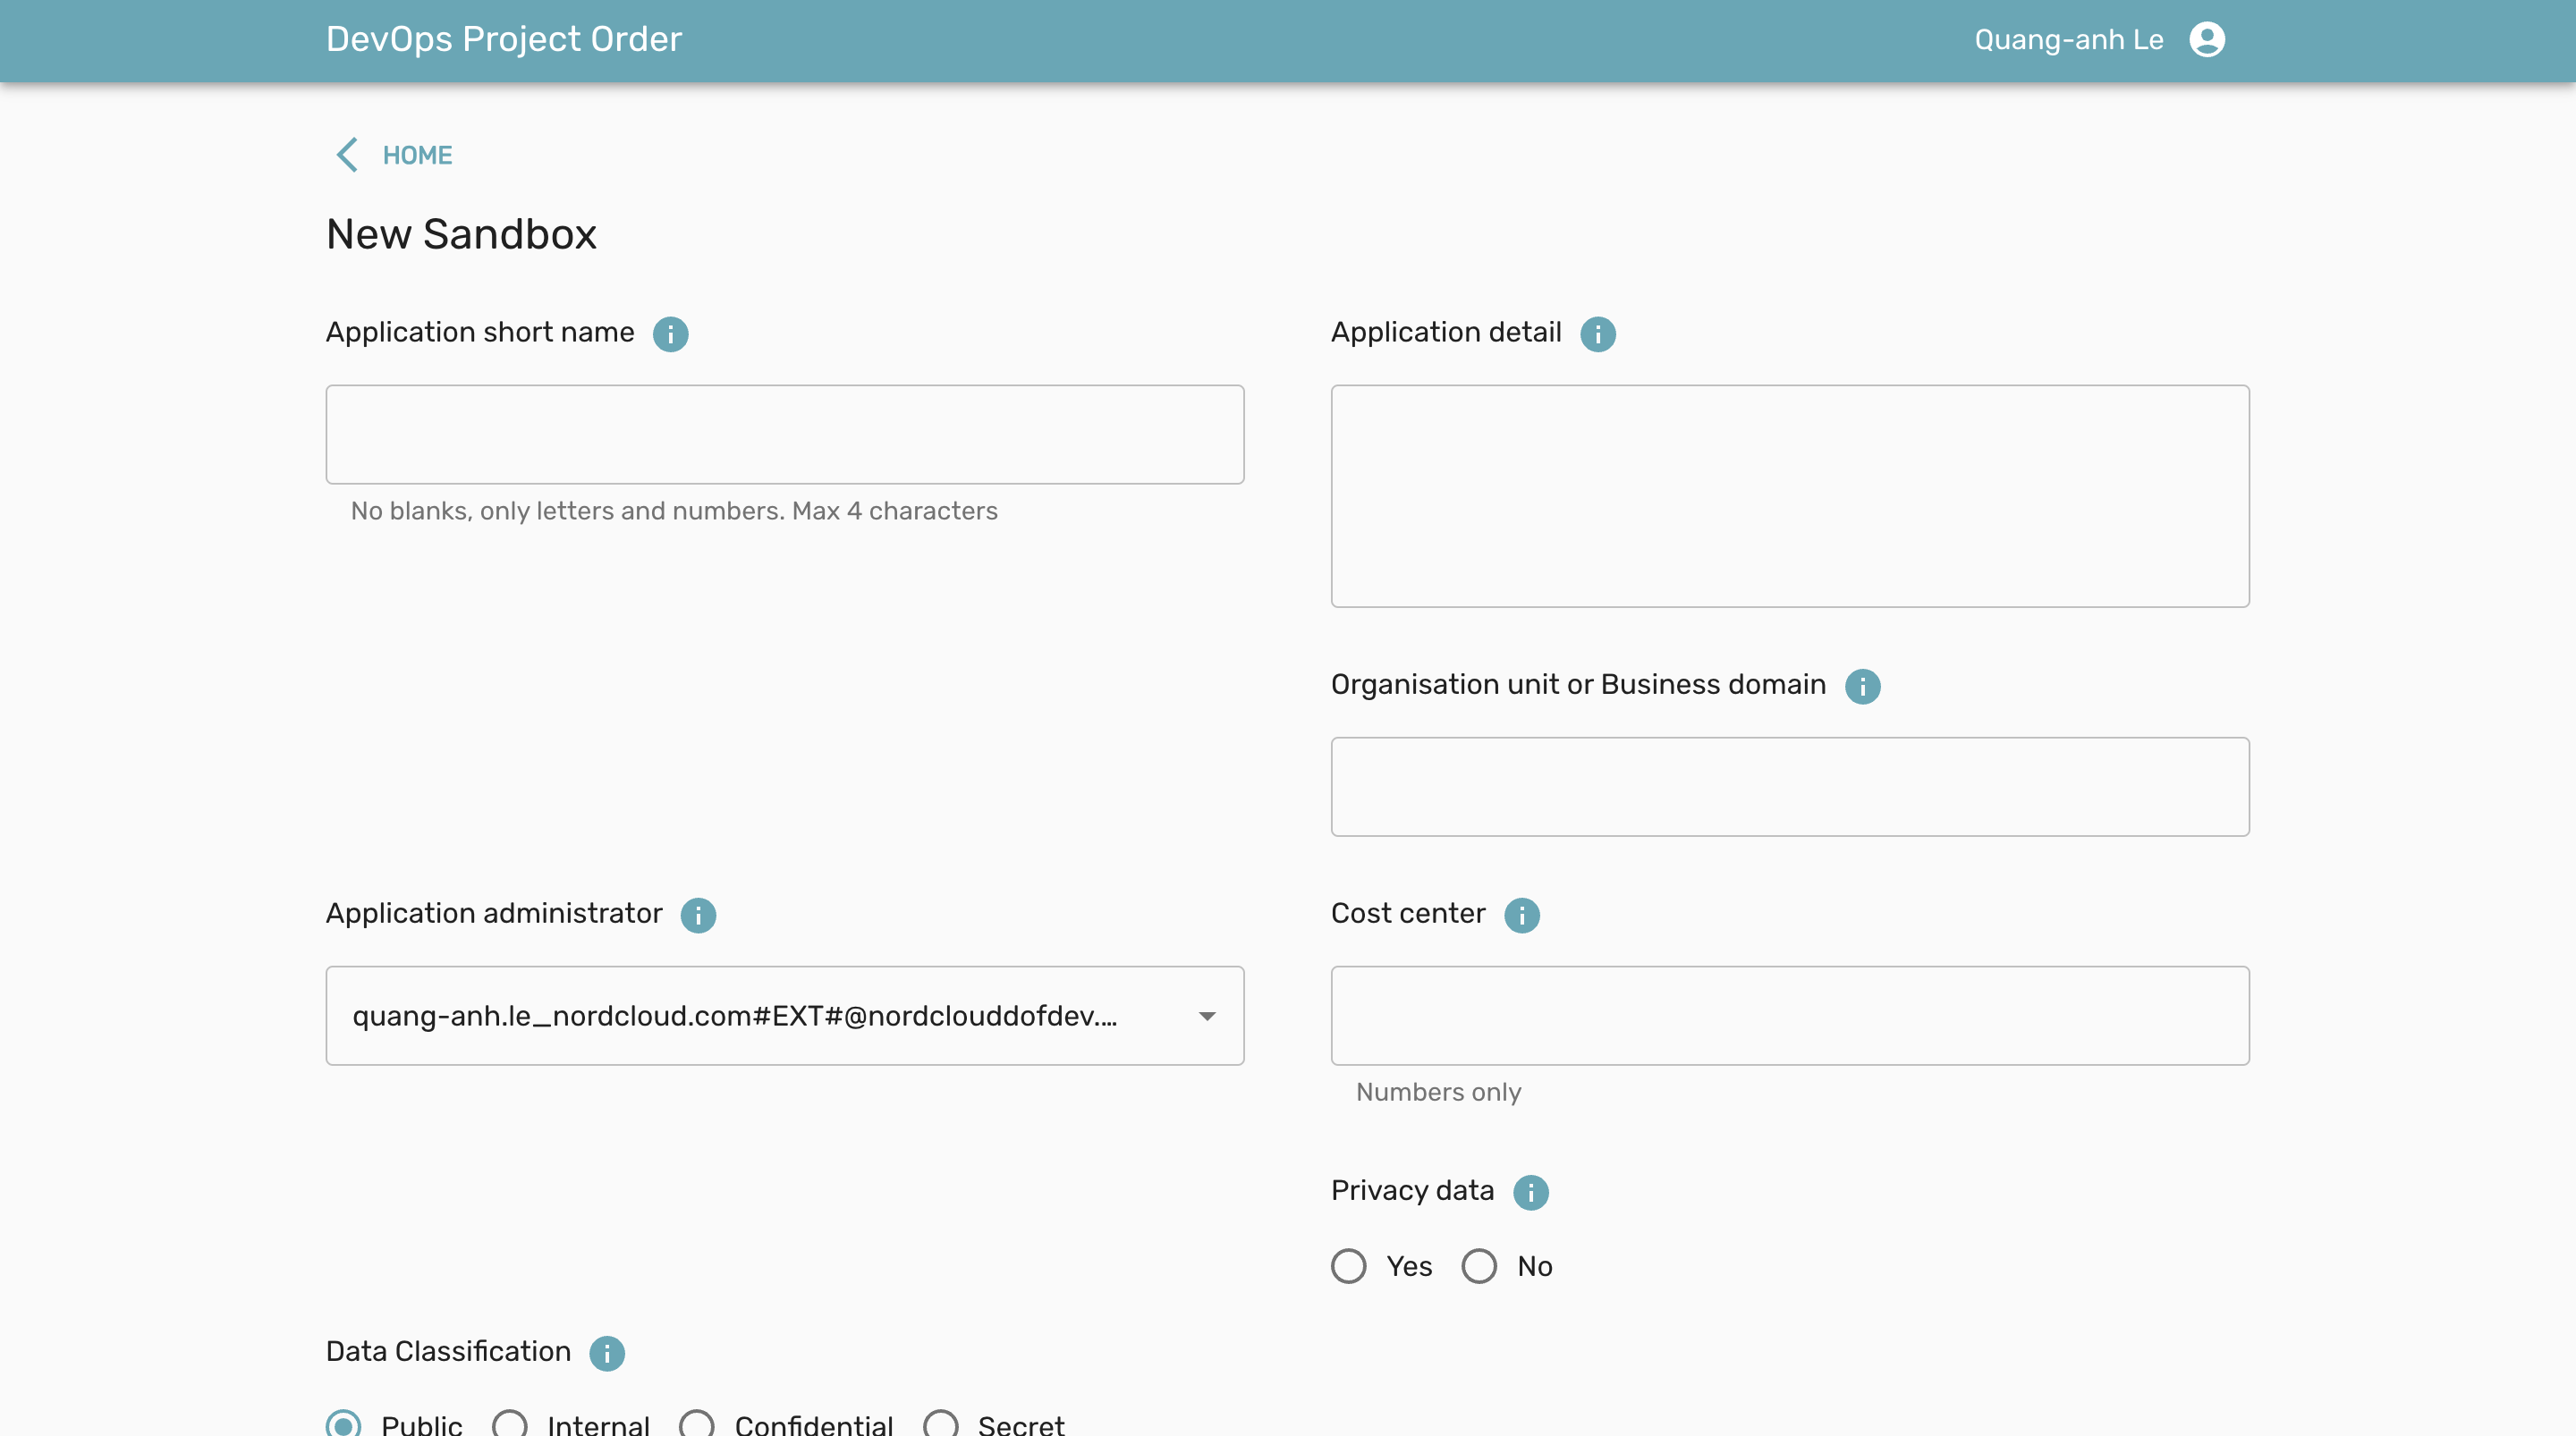 DevOps Project Order
Quang-anh Le
HOME
New Sandbox
Application short name
No blanks, only letters and numbers. Max 4 characters
Application detail
Organisation unit or Business domain
Application administrator
quang-anh.le_nordcloud.com#EXT#@nordclouddofdev....
Cost center
Numbers only
Privacy data
Yes No
Data Classification
Public Internal Confidential Secret